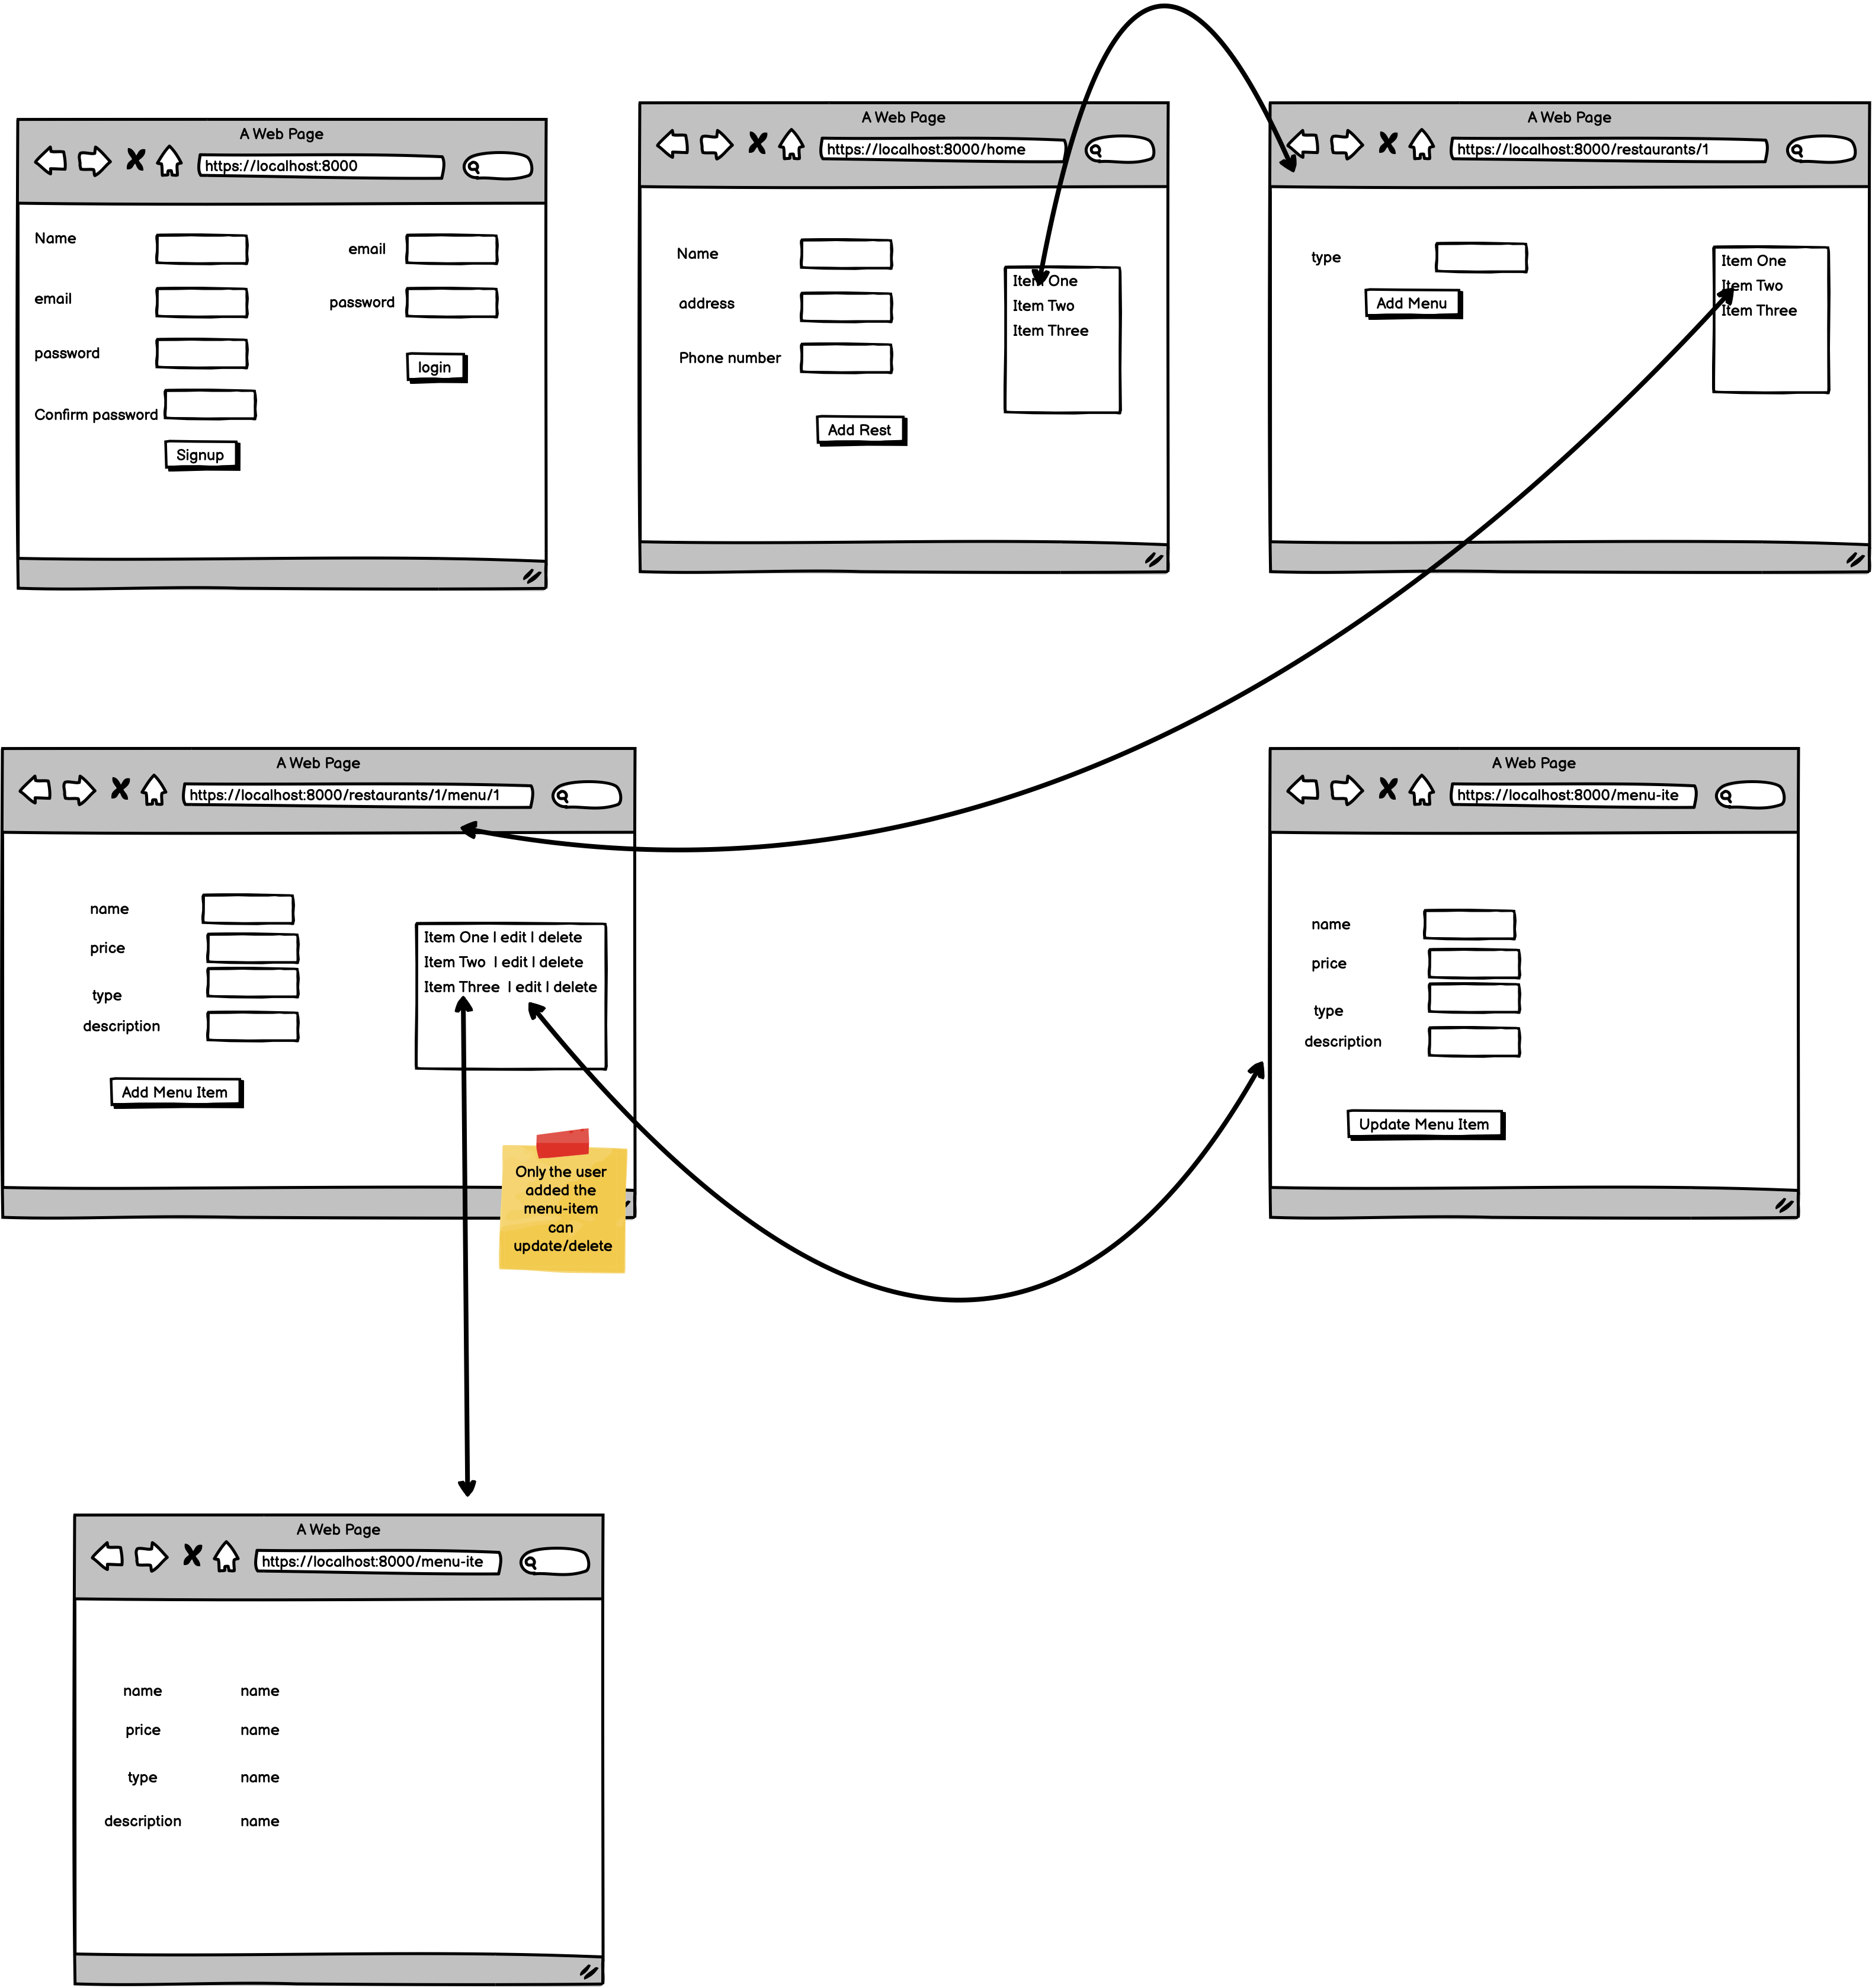 A Web Page
https://localhost:8000
Name
email
password
Confirm password
Signup
email
password
login
A Web Page
https://localhost:8000/home
Name
address
Phone number
Add Rest
Item One
Item Two
Item Three
A Web Page
https://localhost:8000/restaurants/1
type
Add Menu
Item One
Item Two
Item Three
A Web Page
https://localhost:8000/restaurants/1/menu/1
name
price
type
description
Add Menu Item
Item One | edit | delete
Item Two | edit | delete
Item Three | edit | delete
Only the user
added the
menu-item
can
update/delete
A Web Page
https://localhost:8000/menu-ite
name
price
type
description
Update Menu Item
A Web Page
https://localhost:8000/menu-ite
name name
price name
type name
description name